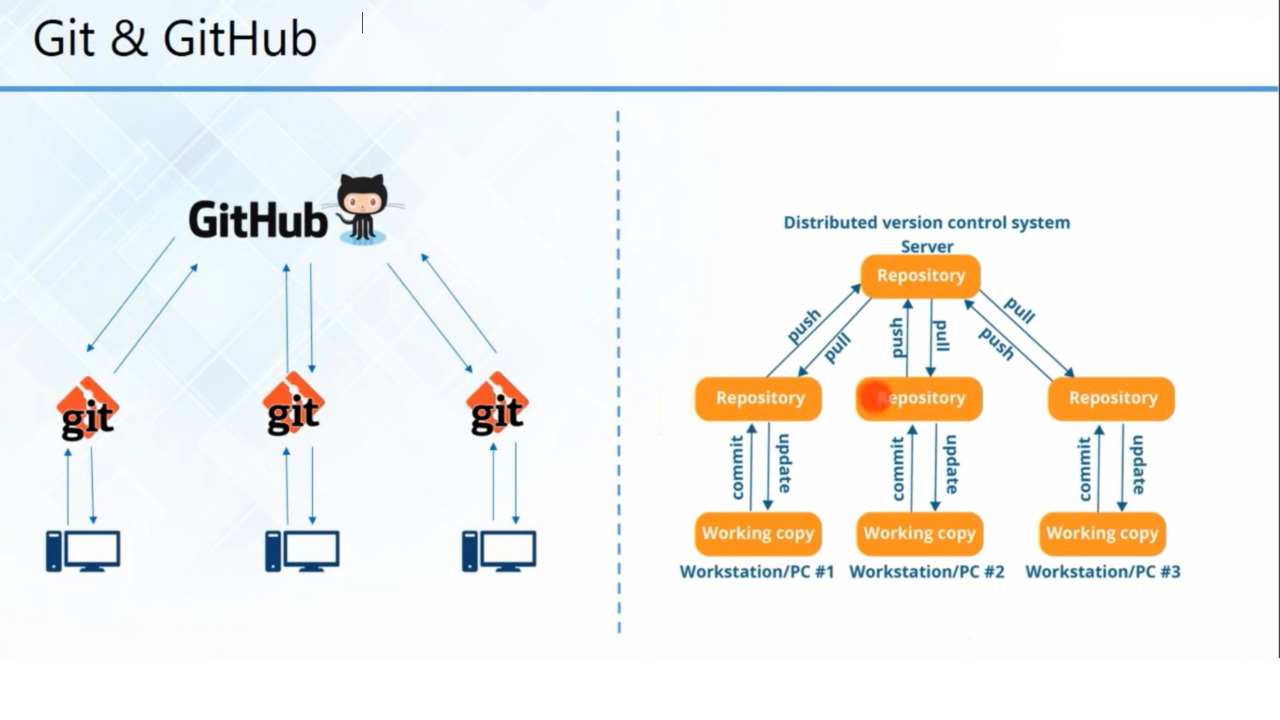 Git & GitHub
GitHub
git
git
git
Distributed version control system
Server
Repository
push
pull
push
pull
push
pull
Repository
Repository
Repository
commit
update
commit
update
commit
update
Working copy
Working copy
Working copy
Workstation/PC #1
Workstation/PC #2
Workstation/PC #3